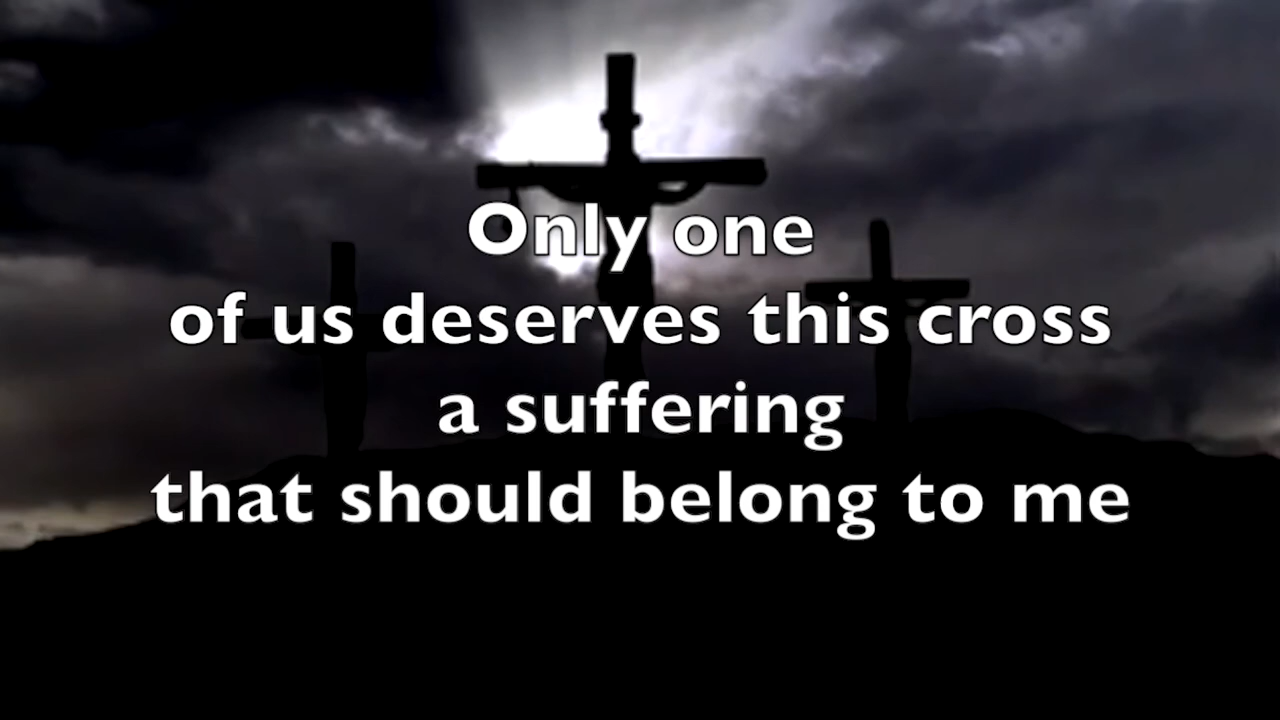 Only one
of us deserves this cross
a suffering
that should belong to me